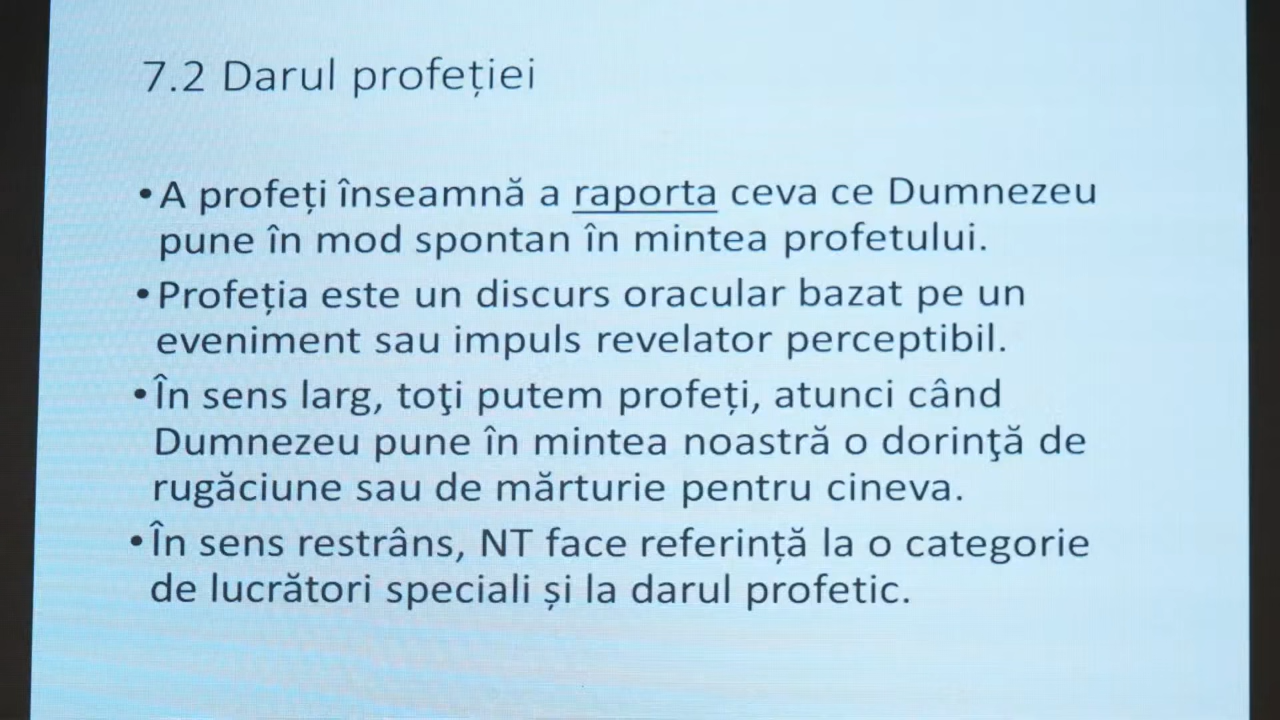 7.2 Darul profeției
• A profeți înseamnă a raporta ceva ce Dumnezeu
pune în mod spontan în mintea profetului.
• Profeția este un discurs oracular bazat pe un
eveniment sau impuls revelator perceptibil.
• În sens larg, toţi putem profeți, atunci când
Dumnezeu pune în mintea noastră o dorinţă de
rugăciune sau de mărturie pentru cineva.
• În sens restrâns, NT face referință la o categorie
de lucrători speciali și la darul profetic.